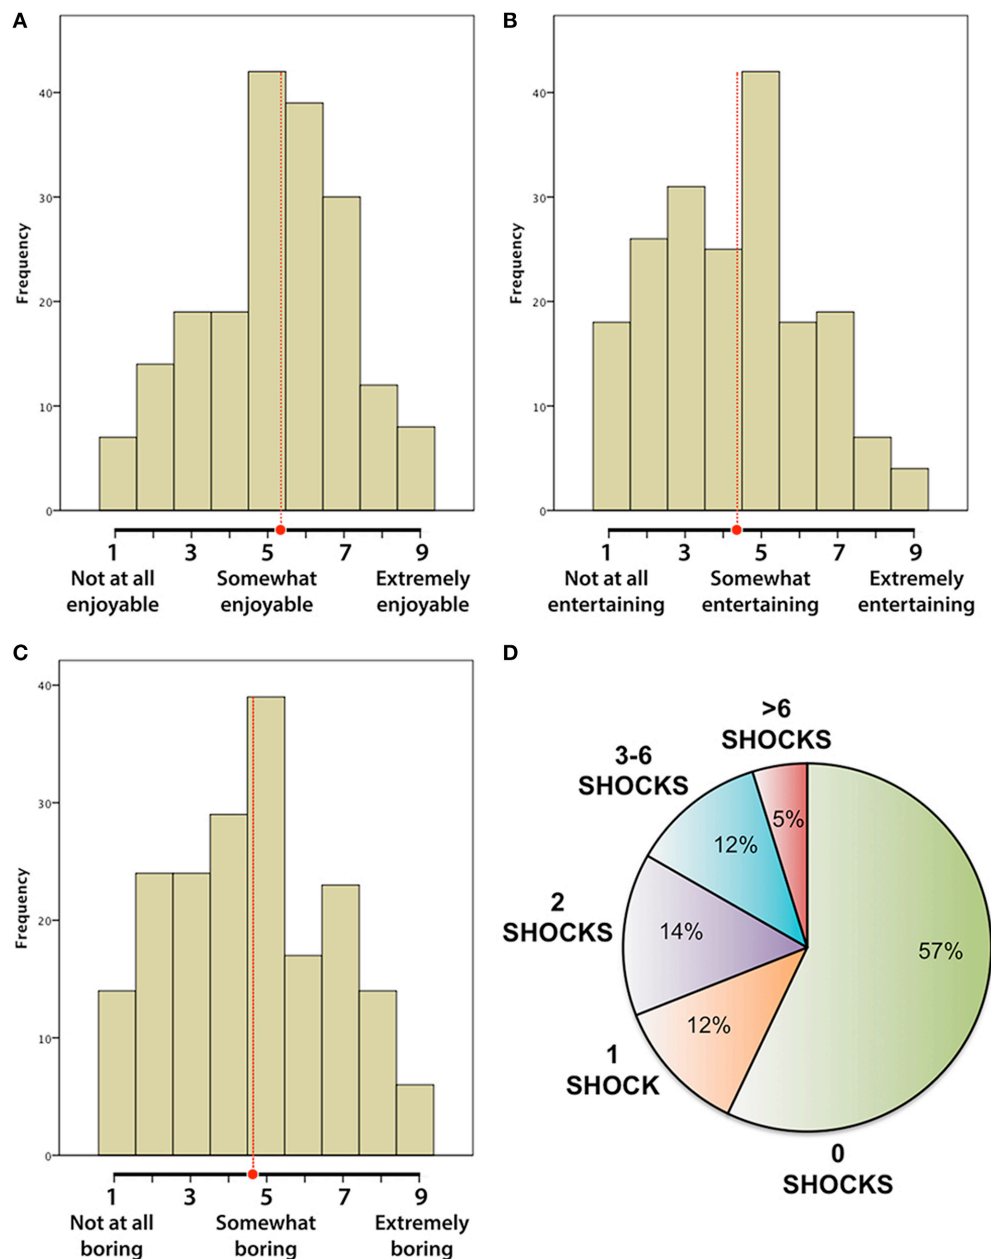 A
Frequency
40
30
20
10
0
1 3 5 7 9
Not at all Somewhat Extremely
enjoyable enjoyable enjoyable
B
Frequency
40
30
20
10
0
1 3 5 7 9
Not at all Somewhat Extremely
entertaining entertaining entertaining
C
Frequency
40
30
20
10
0
1 3 5 7 9
Not at all Somewhat Extremely
boring boring boring
D
>6
SHOCKS
3-6
SHOCKS
5%
12%
2
SHOCKS
14%
57%
12%
1
SHOCK
0
SHOCKS